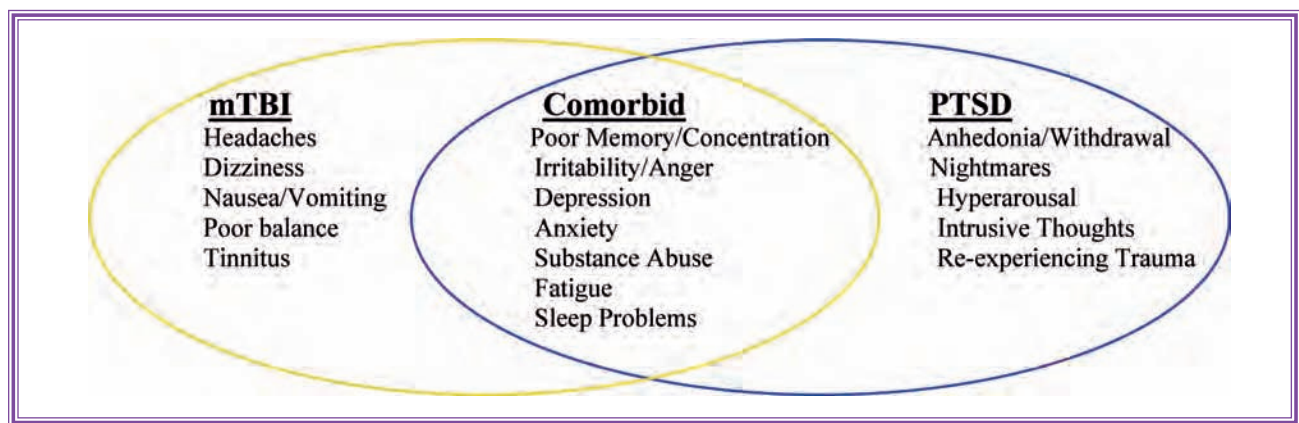 mTBI
Headaches
Dizziness
Nausea/Vomiting
Poor balance
Tinnitus
Comorbid
Poor Memory/Concentration
Irritability/Anger
Depression
Anxiety
Substance Abuse
Fatigue
Sleep Problems
PTSD
Anhedonia/Withdrawal
Nightmares
Hyperarousal
Intrusive Thoughts
Re-experiencing Trauma